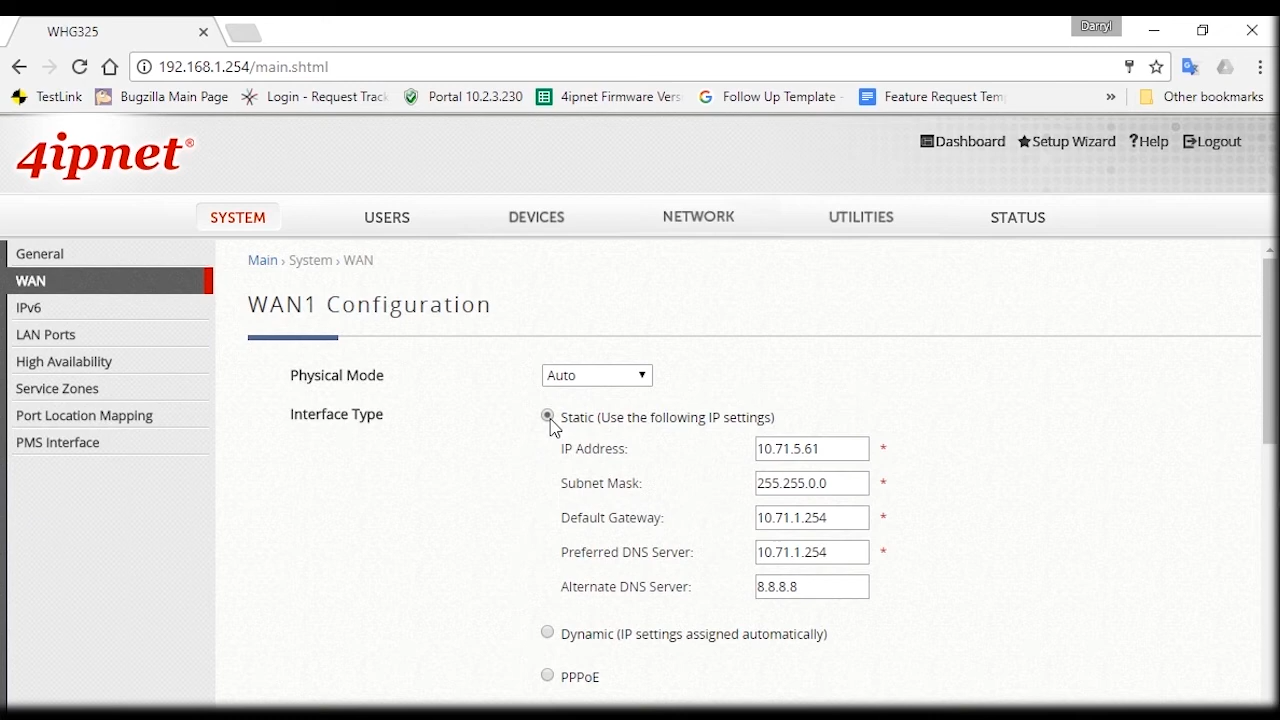 WHG325
Darryl
192.168.1.254/main.shtml
TestLink Bugzilla Main Page Login - Request Track Portal 10.2.3.230 4ipnet Firmware Vers Follow Up Template - Feature Request Tem » Other bookmarks
4ipnet®
Dashboard Setup Wizard ?Help Logout
SYSTEM USERS DEVICES NETWORK UTILITIES STATUS
General
WAN
IPv6
LAN Ports
High Availability
Service Zones
Port Location Mapping
PMS Interface
Main › System › WAN
WAN1 Configuration
Physical Mode Auto
Interface Type Static (Use the following IP settings)
IP Address: 10.71.5.61 *
Subnet Mask: 255.255.0.0 *
Default Gateway: 10.71.1.254 *
Preferred DNS Server: 10.71.1.254 *
Alternate DNS Server: 8.8.8.8
Dynamic (IP settings assigned automatically)
PPPoE